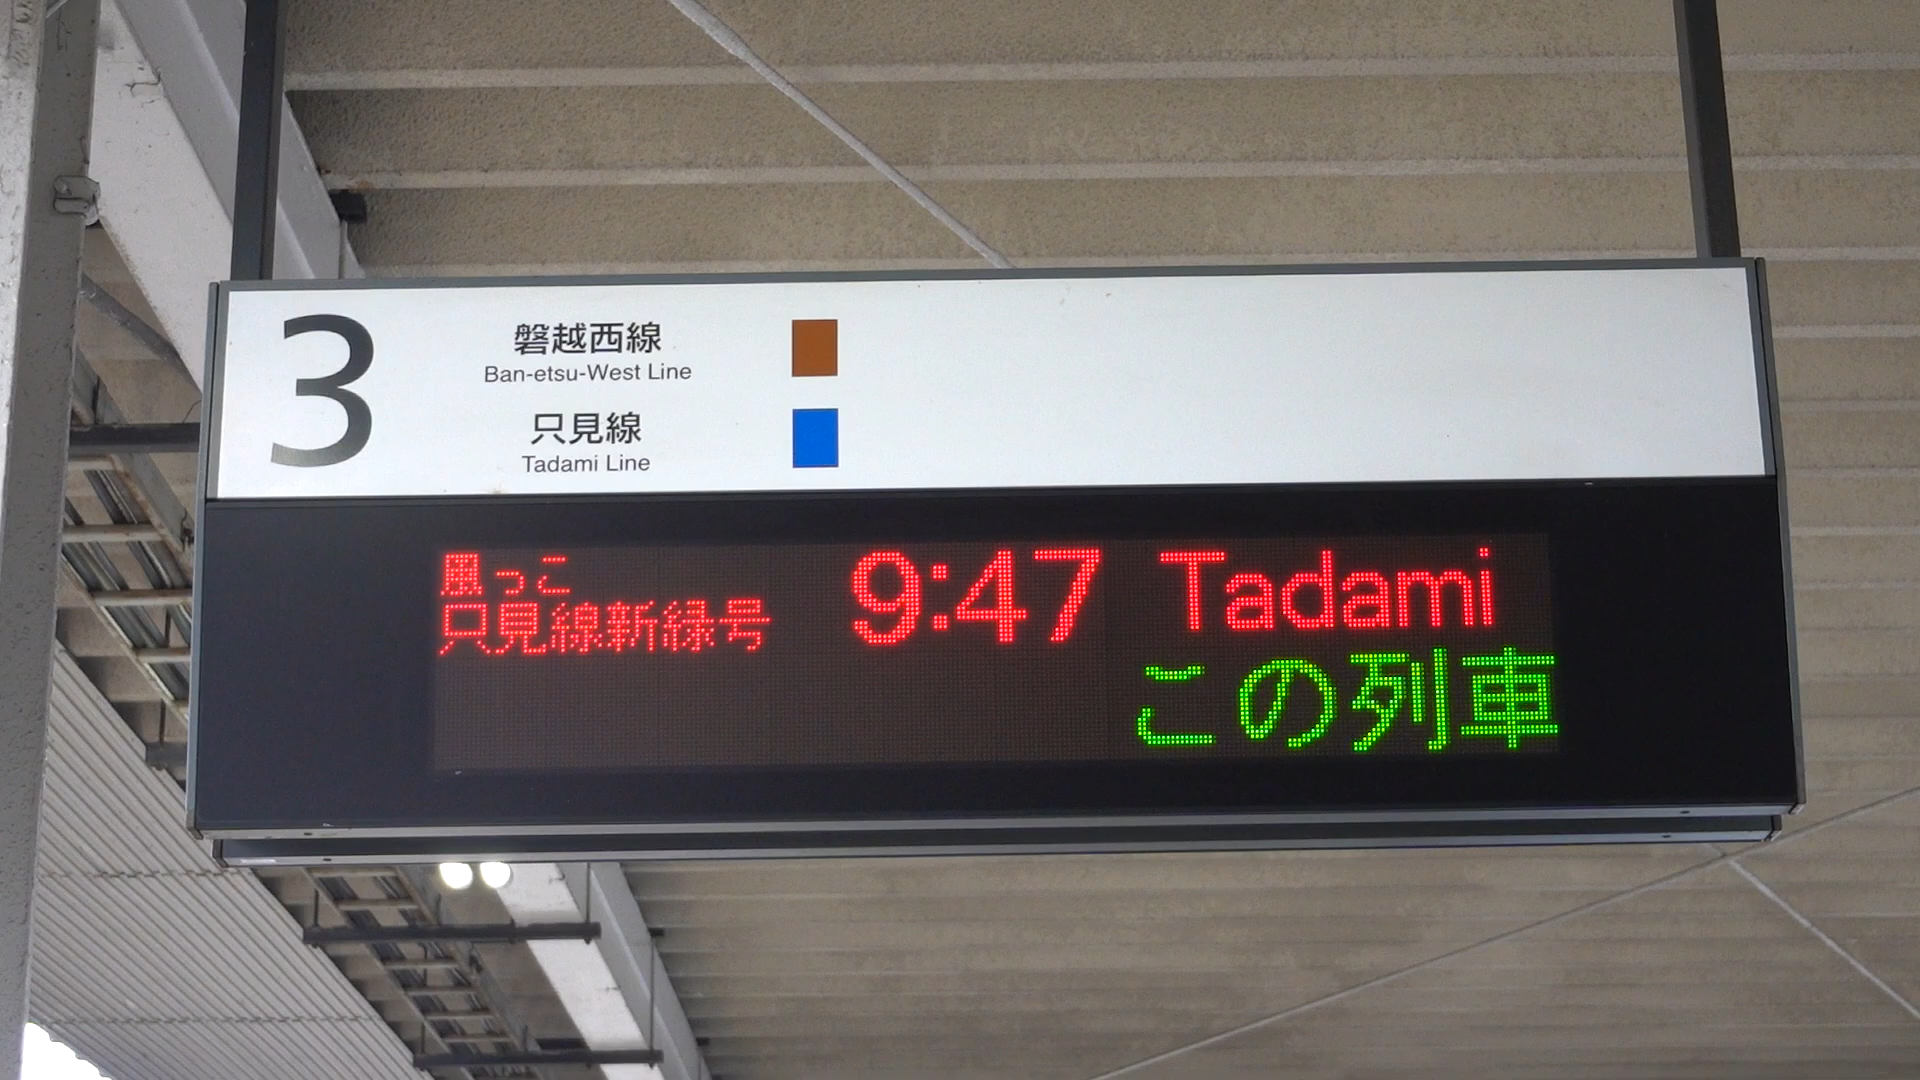 3
磐越西線
Ban-etsu-West Line
只見線
Tadami Line
風っこ
只見線新緑号 9:47 Tadami
この列車